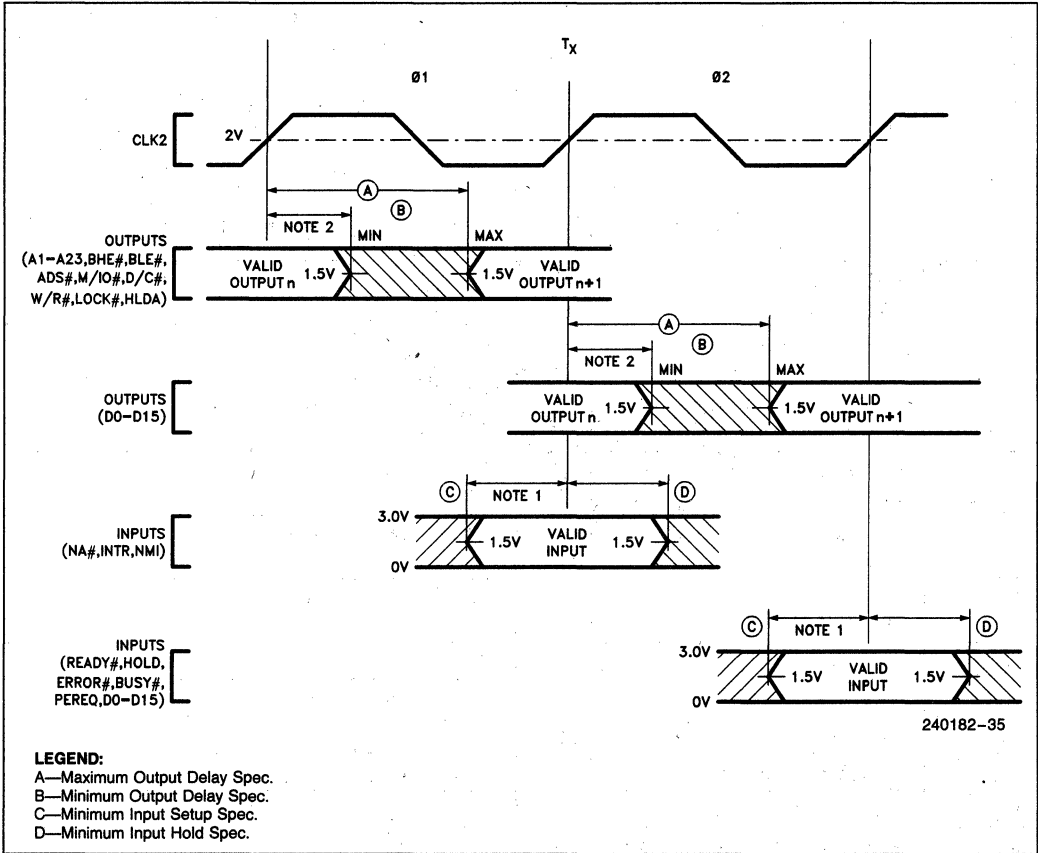 TX
Ø1 Ø2
CLK2
2V
A
B
NOTE 2 MIN MAX
OUTPUTS
(A1–A23,BHE#,BLE#,
ADS#,M/IO#,D/C#,
W/R#,LOCK#,HLDA)
VALID
OUTPUT n
1.5V
1.5V
VALID
OUTPUT n+1
A
B
NOTE 2 MIN MAX
OUTPUTS
(D0–D15)
VALID
OUTPUT n
1.5V
1.5V
VALID
OUTPUT n+1
C NOTE 1 D
INPUTS
(NA#,INTR,NMI)
3.0V
0V
1.5V
VALID
INPUT
1.5V
C NOTE 1 D
INPUTS
(READY#,HOLD,
ERROR#,BUSY#,
PEREQ,D0–D15)
3.0V
0V
1.5V
VALID
INPUT
1.5V
240182–35
LEGEND:
A—Maximum Output Delay Spec.
B—Minimum Output Delay Spec.
C—Minimum Input Setup Spec.
D—Minimum Input Hold Spec.